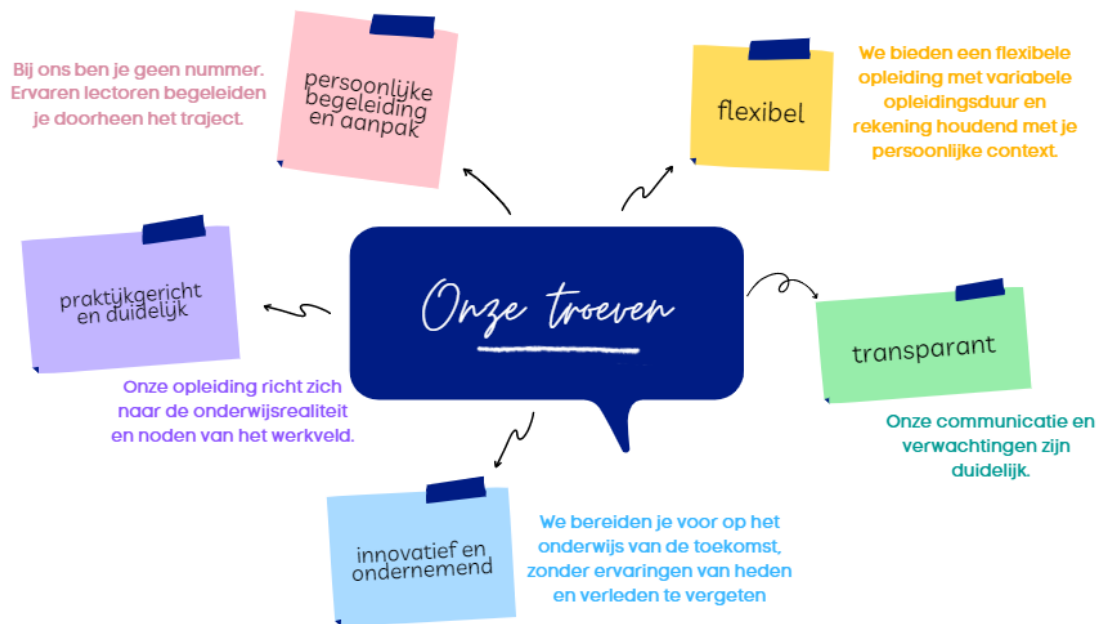 Onze troeven
persoonlijke
begeleiding
en aanpak
Bij ons ben je geen nummer.
Ervaren lectoren begeleiden
je doorheen het traject.
flexibel
We bieden een flexibele
opleiding met variabele
opleidingsduur en
rekening houdend met je
persoonlijke context.
praktijkgericht
en duidelijk
Onze opleiding richt zich
naar de onderwijsrealiteit
en noden van het werkveld.
transparant
Onze communicatie en
verwachtingen zijn
duidelijk.
innovatief en
ondernemend
We bereiden je voor op het
onderwijs van de toekomst,
zonder ervaringen van heden
en verleden te vergeten